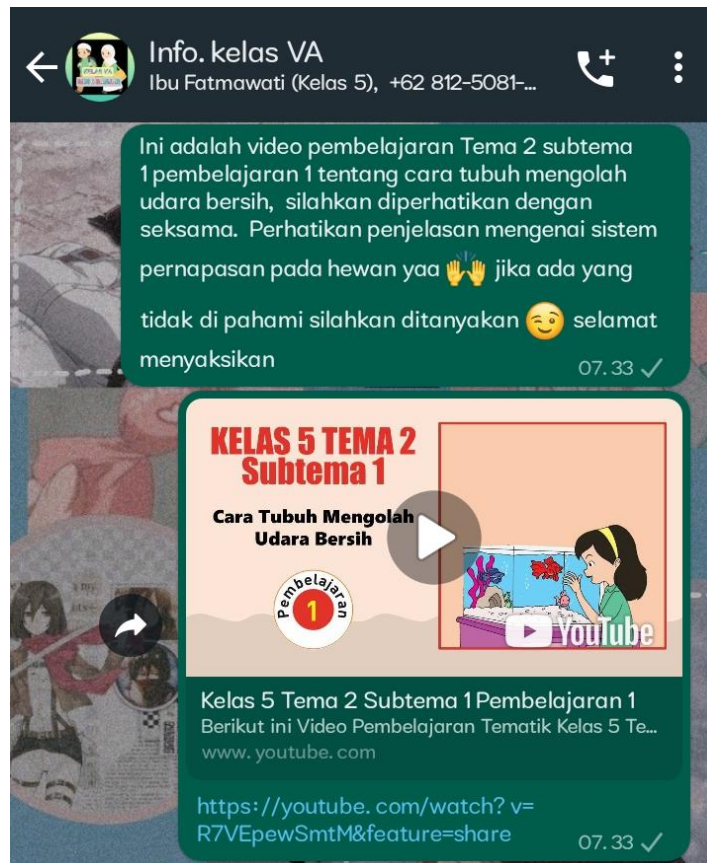 Info. kelas VA
Ibu Fatmawati (Kelas 5), +62 812-5081-...
Ini adalah video pembelajaran Tema 2 subtema
1 pembelajaran 1 tentang cara tubuh mengolah
udara bersih, silahkan diperhatikan dengan
seksama. Perhatikan penjelasan mengenai sistem
pernapasan pada hewan yaa 🙌 jika ada yang
tidak di pahami silahkan ditanyakan 😉 selamat
menyaksikan
07.33
KELAS 5 TEMA 2
Subtema 1
Cara Tubuh Mengolah
Udara Bersih
Pembelajaran
1
YouTube
Kelas 5 Tema 2 Subtema 1 Pembelajaran 1
Berikut ini Video Pembelajaran Tematik Kelas 5 Te...
www.youtube.com
https://youtube.com/watch?v=
R7VEpewSmtM&feature=share
07.33